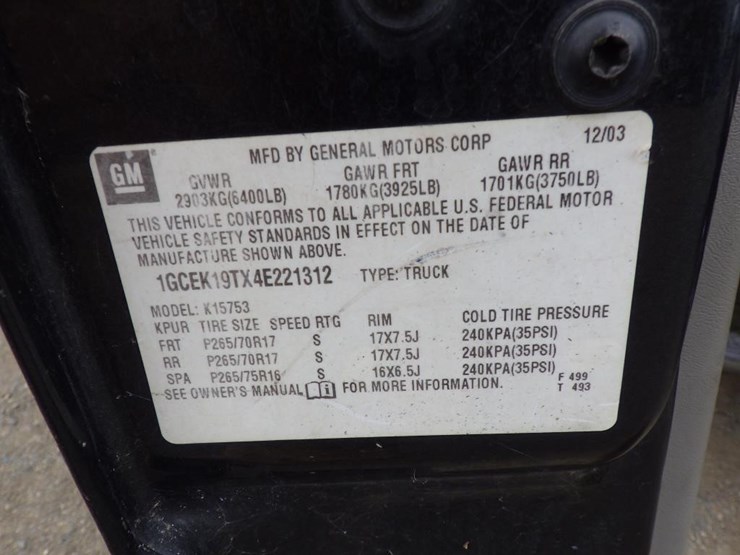 GM
MFD BY GENERAL MOTORS CORP 12/03
GVWR GAWR FRT GAWR RR
2903KG(6400LB) 1780KG(3925LB) 1701KG(3750LB)
THIS VEHICLE CONFORMS TO ALL APPLICABLE U.S. FEDERAL MOTOR
VEHICLE SAFETY STANDARDS IN EFFECT ON THE DATE OF
MANUFACTURE SHOWN ABOVE.
1GCEK19TX4E221312 TYPE: TRUCK
MODEL: K15753
KPUR TIRE SIZE SPEED RTG RIM COLD TIRE PRESSURE
FRT P265/70R17 S 17X7.5J 240KPA(35PSI)
RR P265/70R17 S 17X7.5J 240KPA(35PSI)
SPA P265/75R16 S 16X6.5J 240KPA(35PSI)
SEE OWNER'S MANUAL FOR MORE INFORMATION.
F 499
T 493